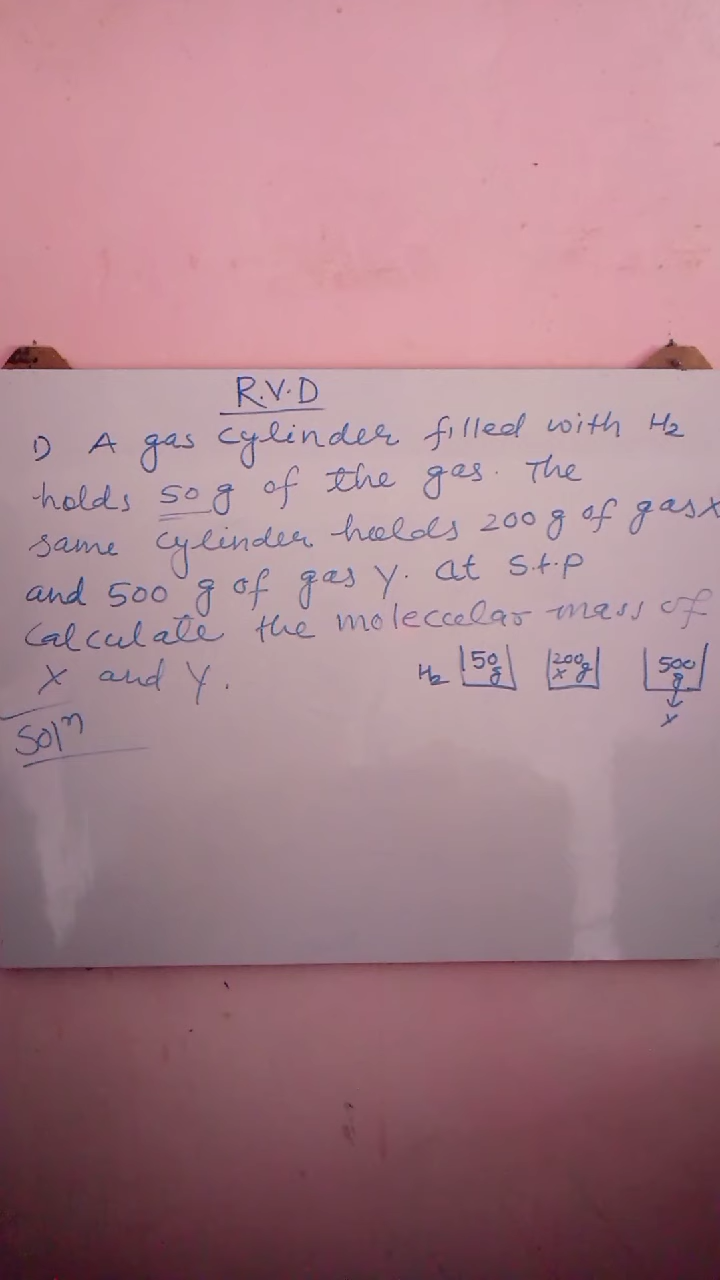 R.V.D
1) A gas cylinder filled with H2
holds 50 g of the gas. The
same cylinder holds 200 g of gas X
and 500 g of gas Y. at s.t.p
Calculate the molecular mass of
X and Y.
H2 50 g 200 g X 500 g
Y
Solⁿ